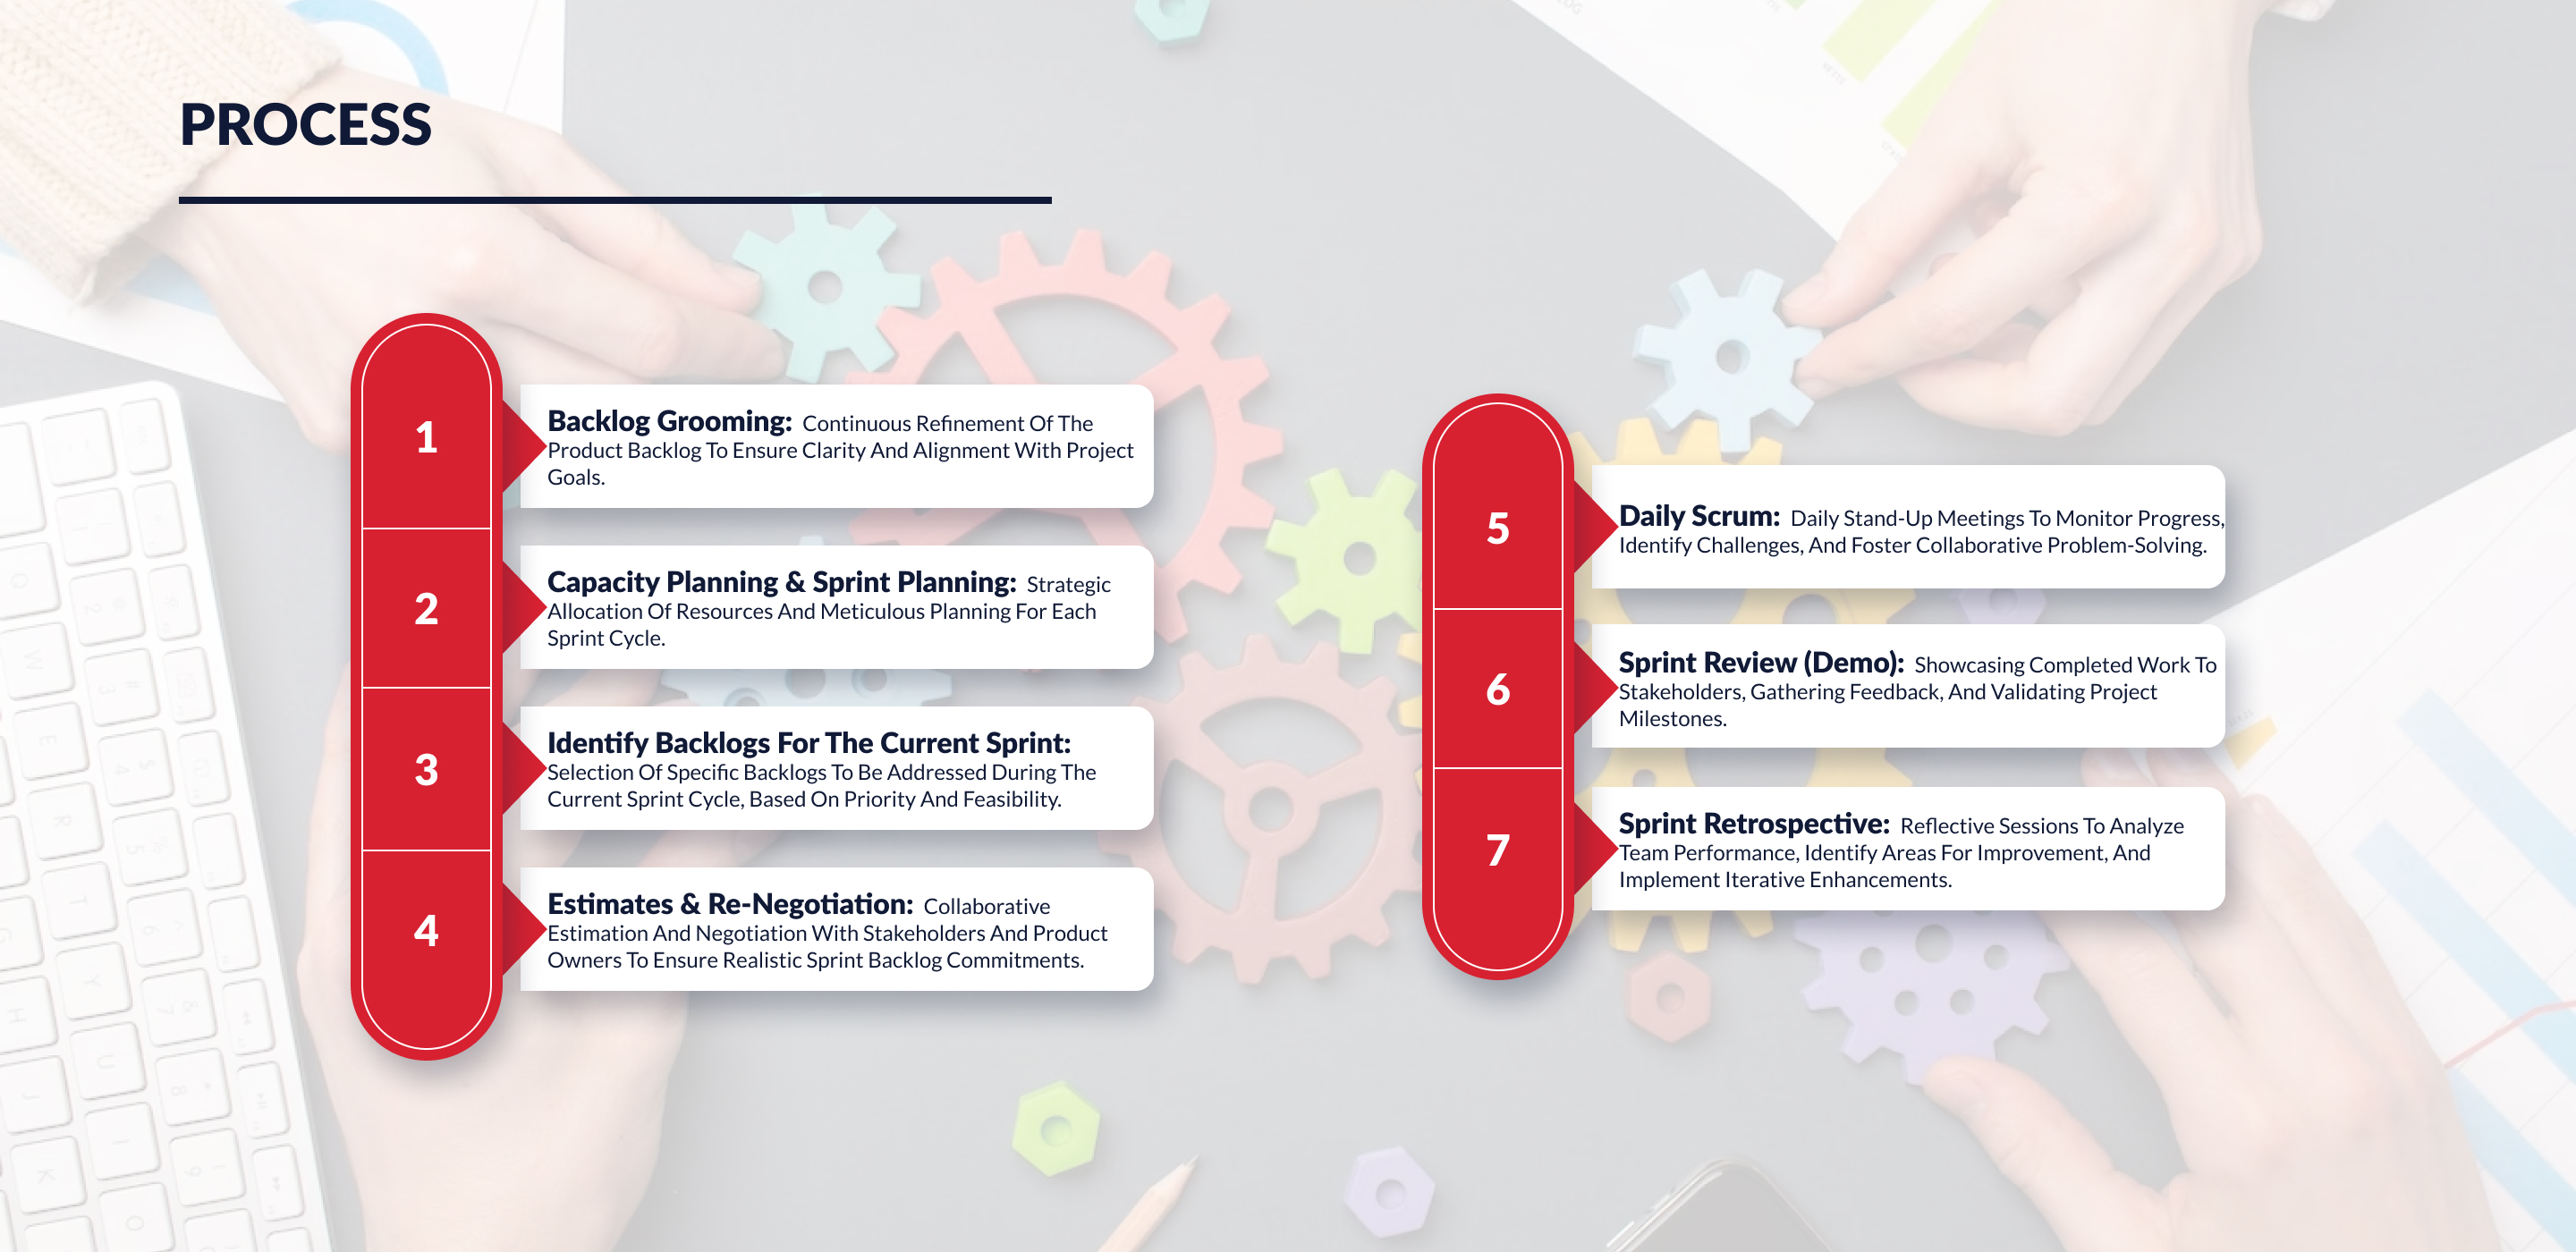 PROCESS
1
Backlog Grooming: Continuous Refinement Of The
Product Backlog To Ensure Clarity And Alignment With Project
Goals.
2
Capacity Planning & Sprint Planning: Strategic
Allocation Of Resources And Meticulous Planning For Each
Sprint Cycle.
3
Identify Backlogs For The Current Sprint:
Selection Of Specific Backlogs To Be Addressed During The
Current Sprint Cycle, Based On Priority And Feasibility.
4
Estimates & Re-Negotiation: Collaborative
Estimation And Negotiation With Stakeholders And Product
Owners To Ensure Realistic Sprint Backlog Commitments.
5
Daily Scrum: Daily Stand-Up Meetings To Monitor Progress,
Identify Challenges, And Foster Collaborative Problem-Solving.
6
Sprint Review (Demo): Showcasing Completed Work To
Stakeholders, Gathering Feedback, And Validating Project
Milestones.
7
Sprint Retrospective: Reflective Sessions To Analyze
Team Performance, Identify Areas For Improvement, And
Implement Iterative Enhancements.